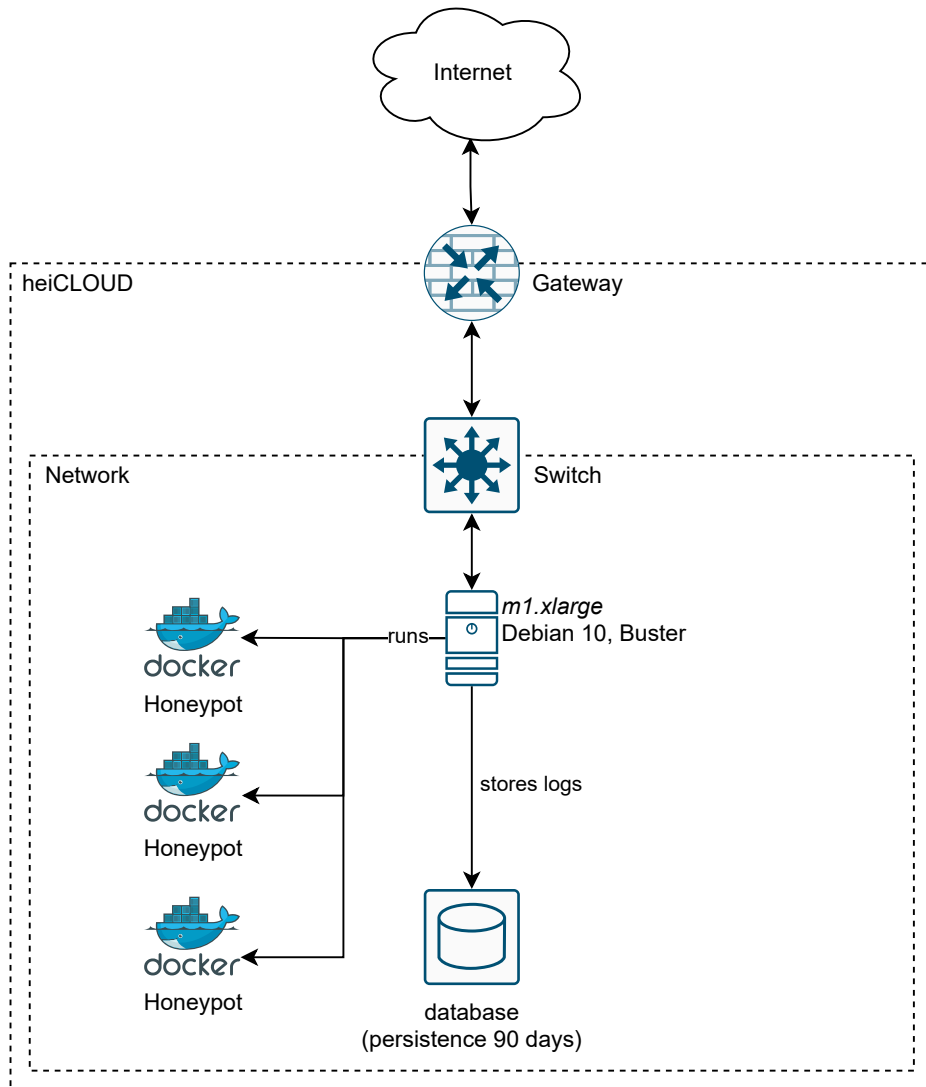 Internet
heiCLOUD
Gateway
Network
Switch
m1.xlarge
Debian 10, Buster
runs
docker
Honeypot
docker
Honeypot
stores logs
docker
Honeypot
database
(persistence 90 days)